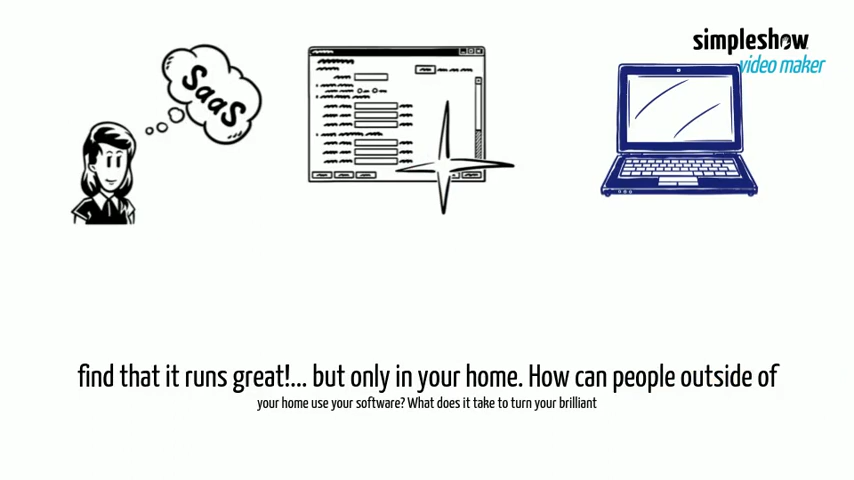 simpleshow
video maker
SaaS
find that it runs great!... but only in your home. How can people outside of
your home use your software? What does it take to turn your brilliant